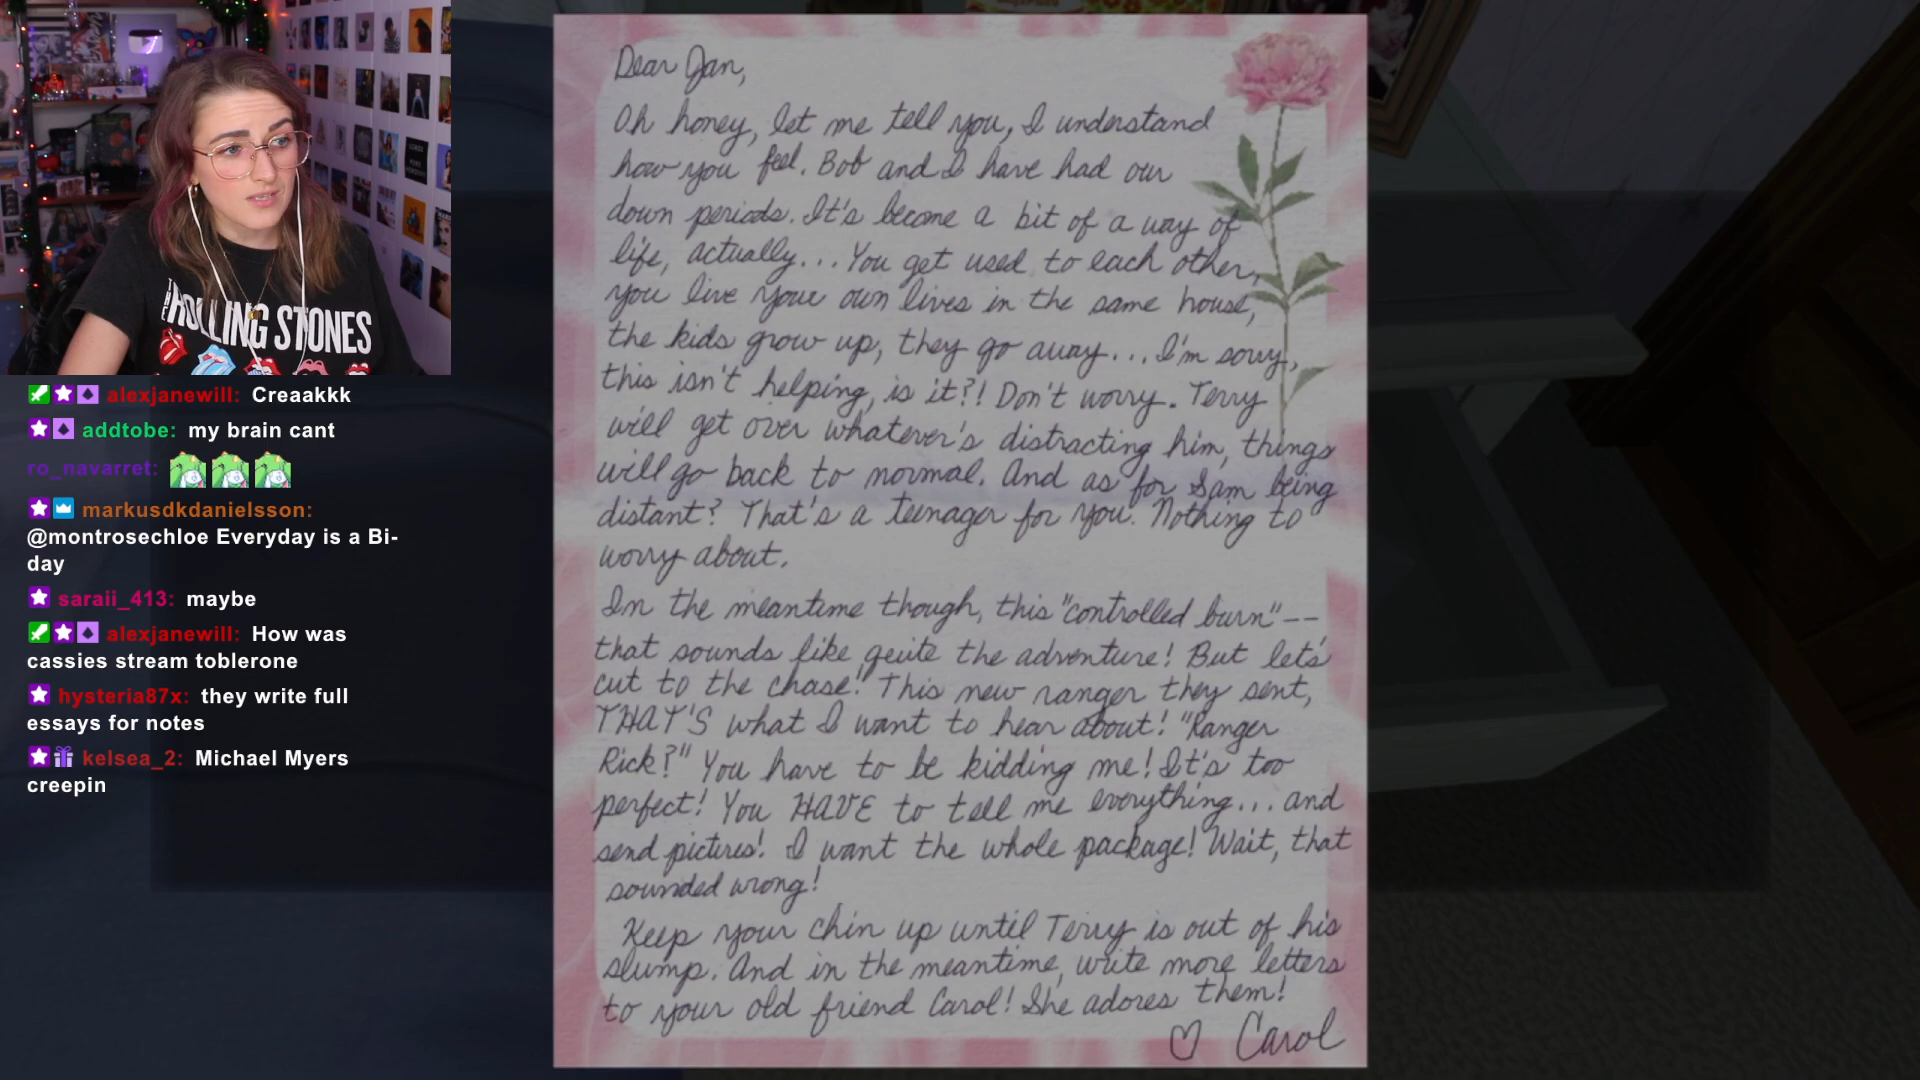 THE
ROLLING STONES
alexjanewill: Creaakkk
addtobe: my brain cant
ro_navarret:
markusdkdanielsson:
@montrosechloe Everyday is a Bi-
day
saraii_413: maybe
alexjanewill: How was
cassies stream toblerone
hysteria87x: they write full
essays for notes
kelsea_2: Michael Myers
creepin
Dear Jan,
Oh honey, let me tell you, I understand
how you feel. Bob and I have had our
down periods. It's become a bit of a way of
life, actually... You get used to each other,
you live your own lives in the same house,
the kids grow up, they go away... I'm sorry,
this isn't helping, is it?! Don't worry. Terry
will get over whatever's distracting him, things
will go back to normal. And as for Sam being
distant? That's a teenager for you. Nothing to
worry about.
In the meantime though, this "controlled burn"--
that sounds like quite the adventure! But let's
cut to the chase! This new ranger they sent,
THAT'S what I want to hear about! "Ranger
Rick?" You have to be kidding me! It's too
perfect! You HAVE to tell me everything... and
send pictures! I want the whole package! Wait, that
sounded wrong!
Keep your chin up until Terry is out of his
slump. And in the meantime, write more letters
to your old friend Carol! She adores them!
♡ Carol